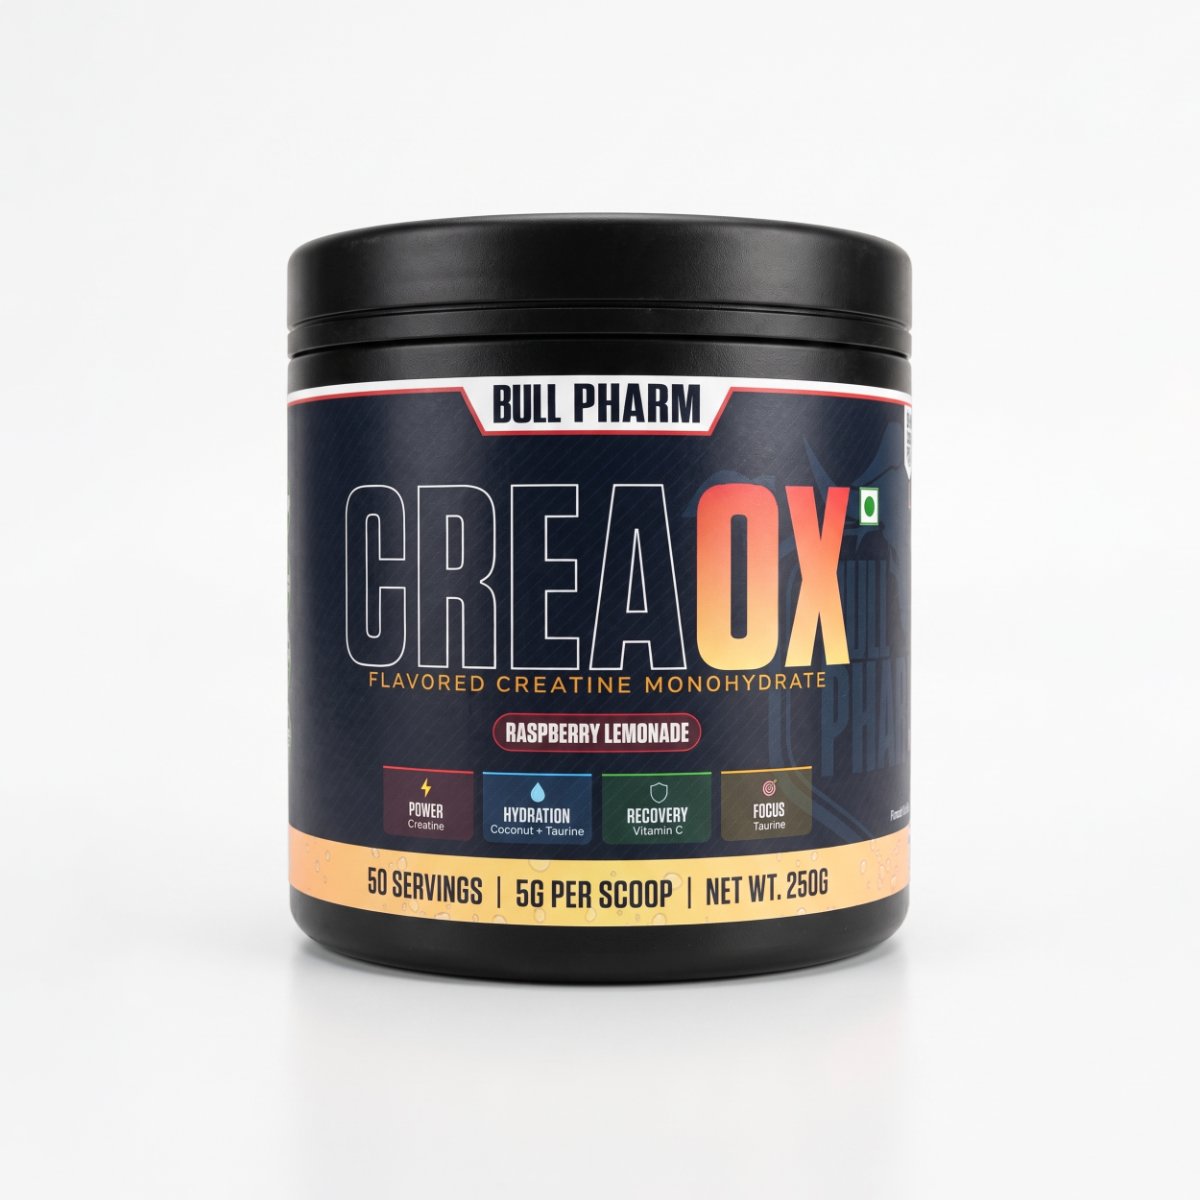 BULL PHARM
CREAOX
FLAVORED CREATINE MONOHYDRATE
RASPBERRY LEMONADE
POWER
Creatine
HYDRATION
Coconut + Taurine
RECOVERY
Vitamin C
FOCUS
Taurine
50 SERVINGS | 5G PER SCOOP | NET WT. 250G